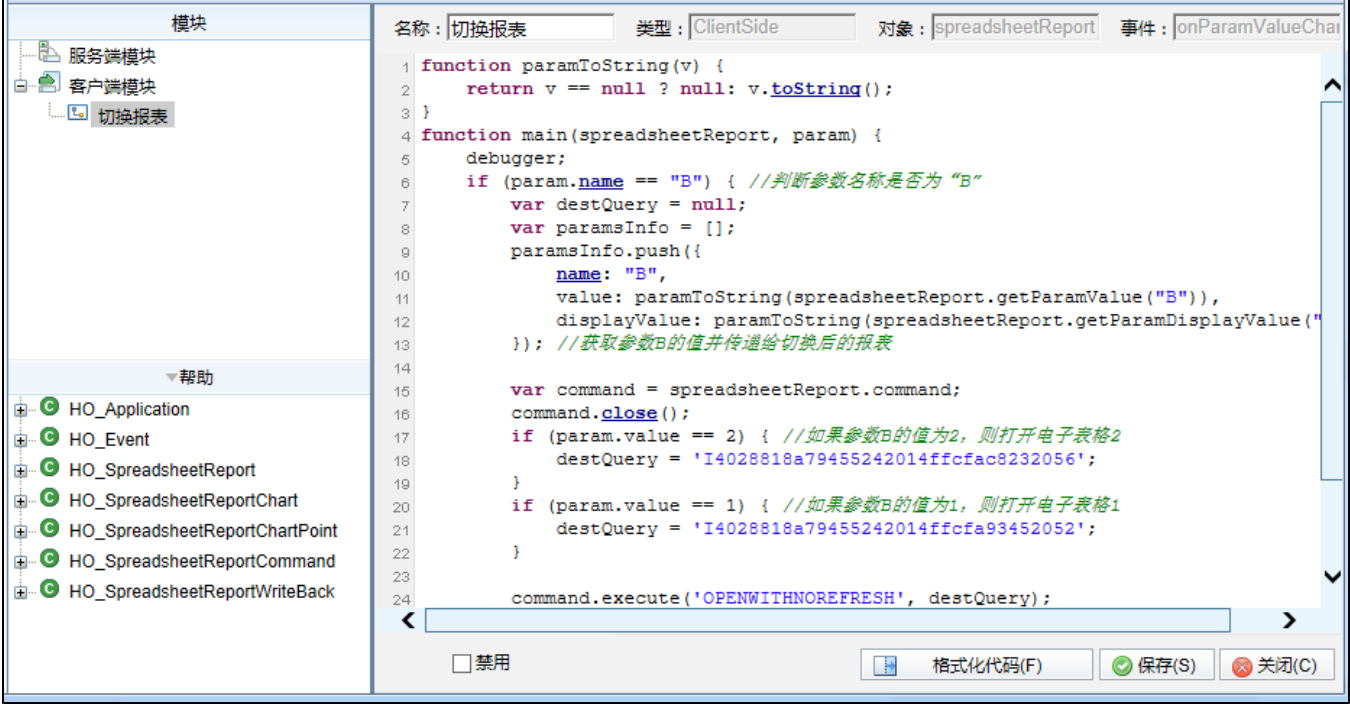 模块
服务端模块
客户端模块
切换报表
帮助
HO_Application
HO_Event
HO_SpreadsheetReport
HO_SpreadsheetReportChart
HO_SpreadsheetReportChartPoint
HO_SpreadsheetReportCommand
HO_SpreadsheetReportWriteBack
名称：切换报表 类型：ClientSide 对象：spreadsheetReport 事件：onParamValueChar
1 function paramToString(v) {
2 return v == null ? null: v.toString();
3 }
4 function main(spreadsheetReport, param) {
5 debugger;
6 if (param.name == "B") { //判断参数名称是否为“B”
7 var destQuery = null;
8 var paramsInfo = [];
9 paramsInfo.push({
10 name: "B",
11 value: paramToString(spreadsheetReport.getParamValue("B")),
12 displayValue: paramToString(spreadsheetReport.getParamDisplayValue("
13 }); //获取参数B的值并传递给切换后的报表
14
15 var command = spreadsheetReport.command;
16 command.close();
17 if (param.value == 2) { //如果参数B的值为2，则打开电子表格2
18 destQuery = 'I4028818a79455242014ffcfac8232056';
19 }
20 if (param.value == 1) { //如果参数B的值为1，则打开电子表格1
21 destQuery = 'I4028818a79455242014ffcfa93452052';
22 }
23
24 command.execute('OPENWITHNOREFRESH', destQuery);
禁用 格式化代码(F) 保存(S) 关闭(C)